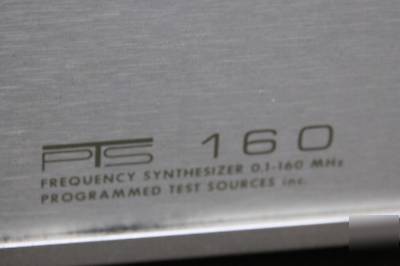 PTS 160
FREQUENCY SYNTHESIZER 0.1-160 MHz
PROGRAMMED TEST SOURCES inc.